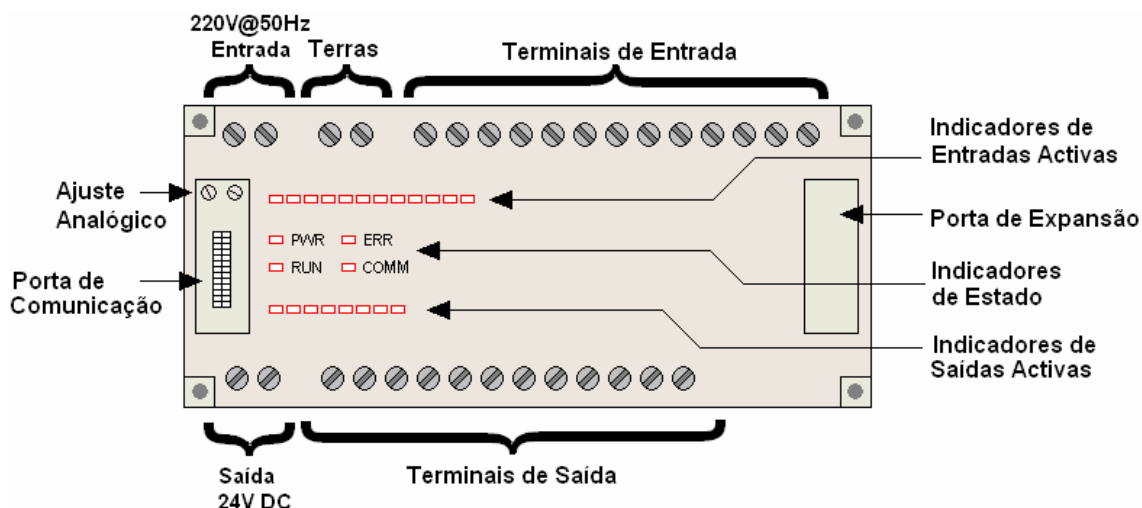 220V@50Hz
Entrada
Terras
Terminais de Entrada
Indicadores de
Entradas Activas
Ajuste
Analógico
Porta de Expansão
PWR
ERR
RUN
COMM
Porta de
Comunicação
Indicadores
de Estado
Indicadores de
Saídas Activas
Saída
24V DC
Terminais de Saída